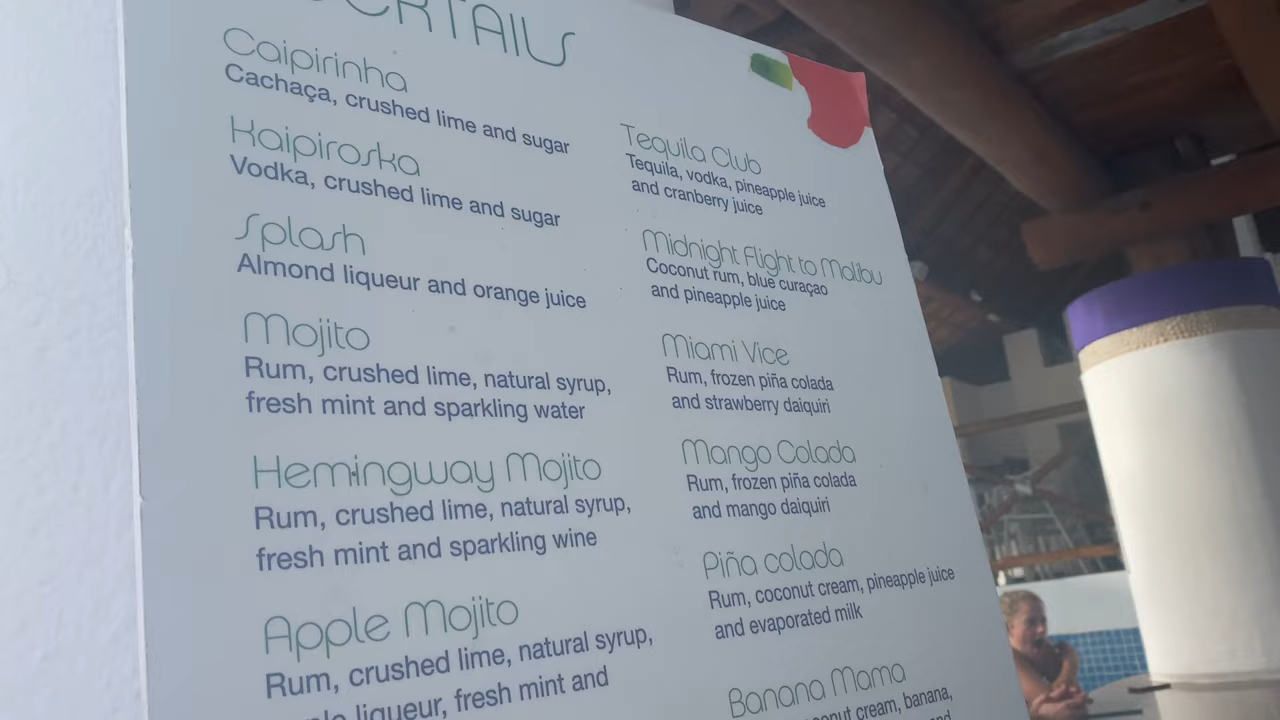 COCKTAILS
Caipirinha
Cachaça, crushed lime and sugar
Kaiproska
Vodka, crushed lime and sugar
Splash
Almond liqueur and orange juice
Mojito
Rum, crushed lime, natural syrup,
fresh mint and sparkling water
Hemingway Mojito
Rum, crushed lime, natural syrup,
fresh mint and sparkling wine
Apple Mojito
Rum, crushed lime, natural syrup,
liqueur, fresh mint and
Tequila Club
Tequila, vodka, pineapple juice
and cranberry juice
Midnight Flight to Malibu
Coconut rum, blue curaçao
and pineapple juice
Miami Vice
Rum, frozen piña colada
and strawberry daiquiri
Mango Colada
Rum, frozen piña colada
and mango daiquiri
Piña colada
Rum, coconut cream, pineapple juice
and evaporated milk
Banana Mama
cream, banana,
and